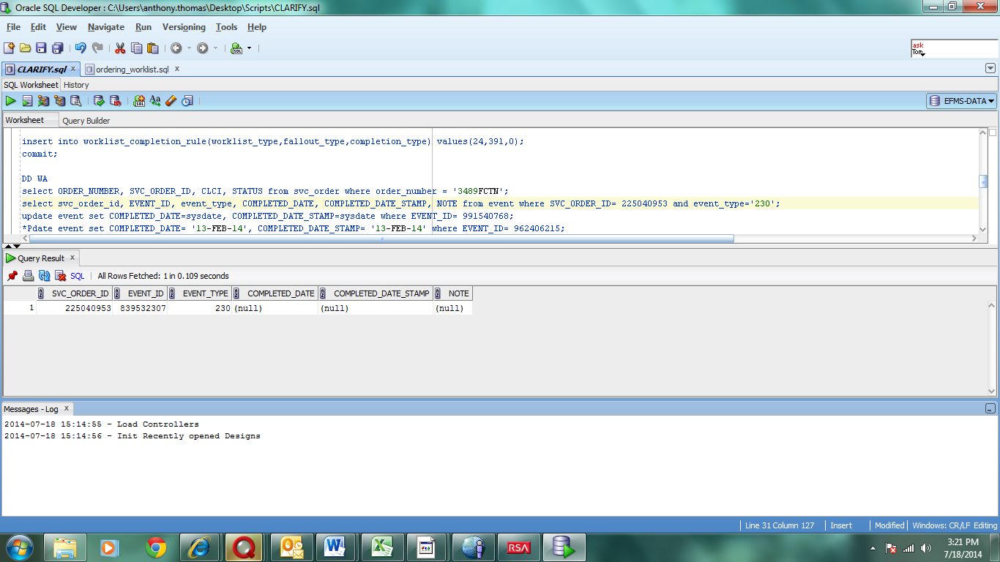 Oracle SQL Developer : C:\Users\anthony.thomas\Desktop\Scripts\CLARIFY.sql
File Edit View Navigate Run Versioning Tools Help
ask
Tom
CLARIFY.sql x ordering_worklist.sql x
SQL Worksheet History
EFMS-DATA
Worksheet Query Builder
insert into worklist_completion_rule(worklist_type,fallout_type,completion_type) values(24,391,0);
commit;
DD WA
select ORDER_NUMBER, SVC_ORDER_ID, CLCI, STATUS from svc_order where order_number = '3489FCTN';
select svc_order_id, EVENT_ID, event_type, COMPLETED_DATE, COMPLETED_DATE_STAMP, NOTE from event where SVC_ORDER_ID= 225040953 and event_type='230';
update event set COMPLETED_DATE=sysdate, COMPLETED_DATE_STAMP=sysdate where EVENT_ID= 991540768;
*Pdate event set COMPLETED_DATE= '13-FEB-14', COMPLETED_DATE_STAMP= '13-FEB-14' where EVENT_ID= 962406215;
Query Result x
SQL | All Rows Fetched: 1 in 0.109 seconds
SVC_ORDER_ID EVENT_ID EVENT_TYPE COMPLETED_DATE COMPLETED_DATE_STAMP NOTE
1 225040953 839532307 230 (null) (null) (null)
Messages - Log x
2014-07-18 15:14:55 - Load Controllers
2014-07-18 15:14:56 - Init Recently opened Designs
Line 31 Column 127 Insert Modified Windows: CR/LF Editing
RSA
3:21 PM
7/18/2014